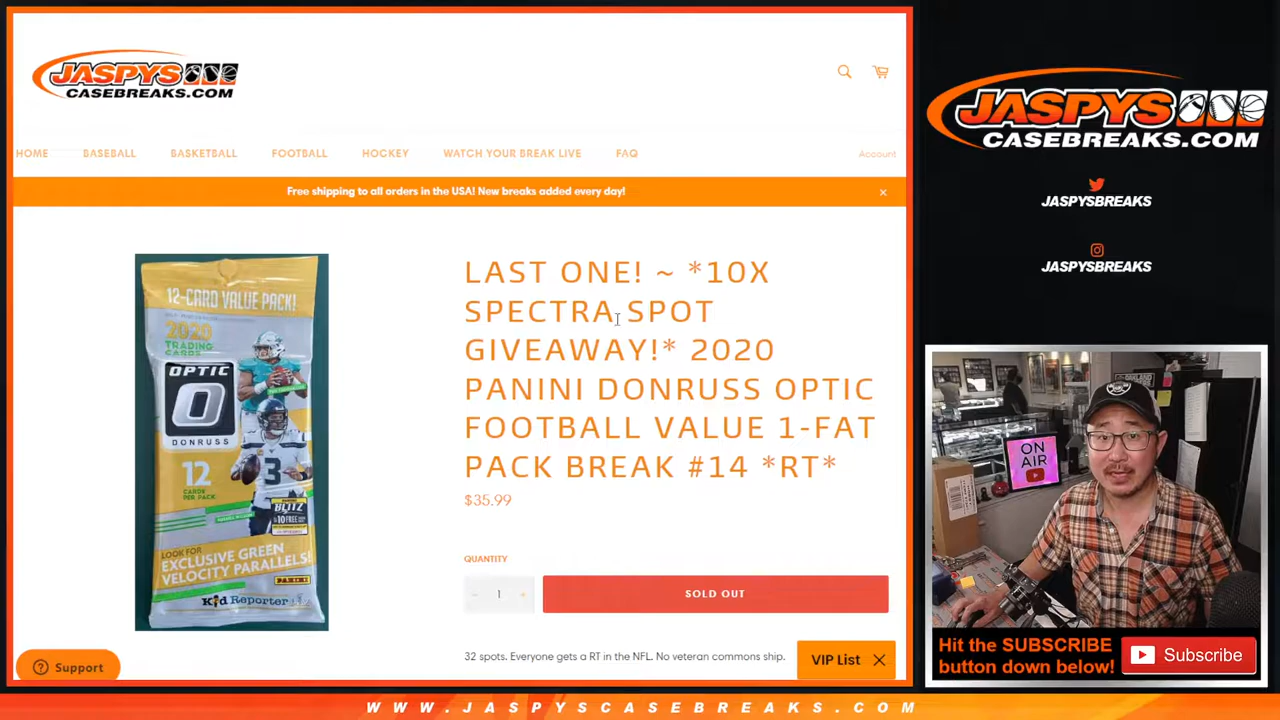 JASPYS
CASEBREAKS.COM
HOME BASEBALL BASKETBALL FOOTBALL HOCKEY WATCH YOUR BREAK LIVE FAQ Account
Free shipping to all orders in the USA! New breaks added every day! ×
12-CARD VALUE PACK!
2020
TRADING
CARDS
OPTIC
O
DONRUSS
12
CARDS
PER PACK
3
BLITZ
LOOK FOR
EXCLUSIVE GREEN
VELOCITY PARALLELS!
PANINI
Kid Reporter
LAST ONE! ~ *10X
SPECTRA SPOT
GIVEAWAY!* 2020
PANINI DONRUSS OPTIC
FOOTBALL VALUE 1-FAT
PACK BREAK #14 *RT*
$35.99
QUANTITY
- 1 +
SOLD OUT
32 spots. Everyone gets a RT in the NFL. No veteran commons ship.
Support
VIP List
JASPYS
CASEBREAKS.COM
JASPYSBREAKS
JASPYSBREAKS
ON
AIR
Hit the SUBSCRIBE
button down below!
Subscribe
WWW.JASPYSCASEBREAKS.COM